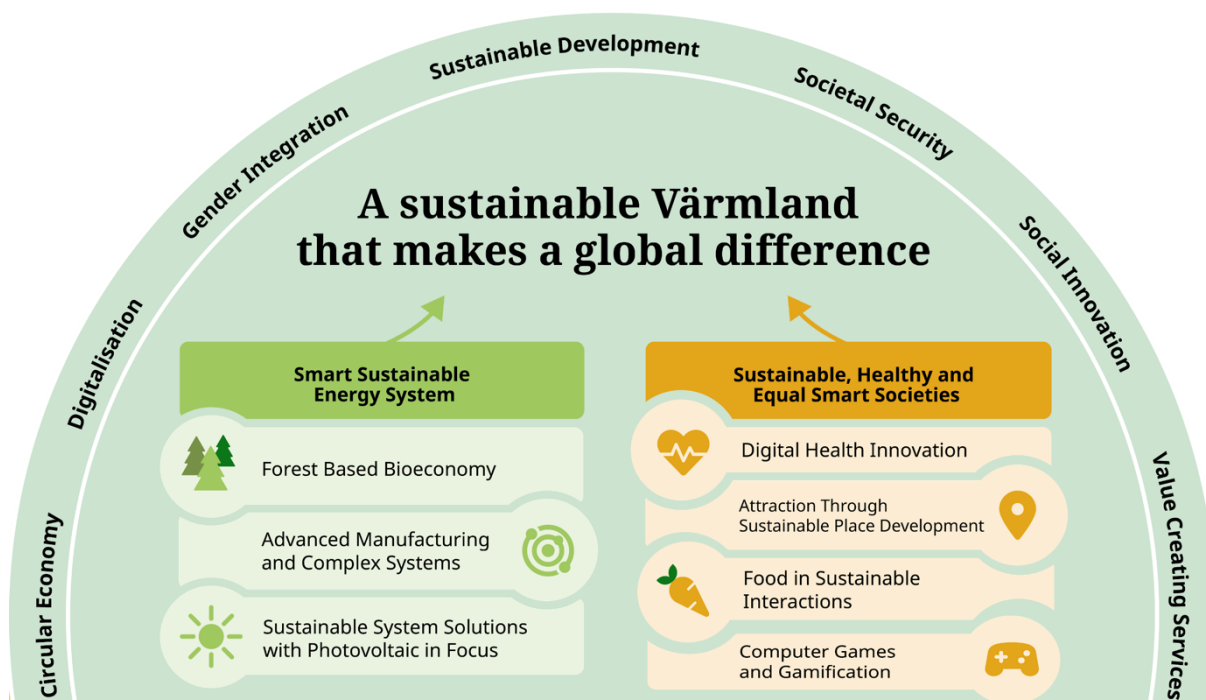 Circular Economy
Digitalisation
Gender Integration
Sustainable Development
Societal Security
Social Innovation
Value Creating Services
A sustainable Värmland
that makes a global difference
Smart Sustainable
Energy System
Forest Based Bioeconomy
Advanced Manufacturing
and Complex Systems
Sustainable System Solutions
with Photovoltaic in Focus
Sustainable, Healthy and
Equal Smart Societies
Digital Health Innovation
Attraction Through
Sustainable Place Development
Food in Sustainable
Interactions
Computer Games
and Gamification